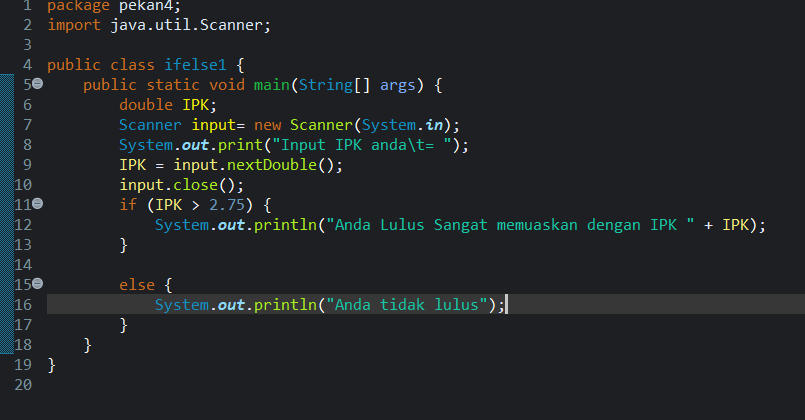 1 package pekan4;
2 import java.util.Scanner;
3
4 public class ifelse1 {
5     public static void main(String[] args) {
6         double IPK;
7         Scanner input= new Scanner(System.in);
8         System.out.print("Input IPK anda\t= ");
9         IPK = input.nextDouble();
10         input.close();
11         if (IPK > 2.75) {
12             System.out.println("Anda Lulus Sangat memuaskan dengan IPK " + IPK);
13         }
14
15         else {
16             System.out.println("Anda tidak lulus");
17         }
18     }
19 }
20